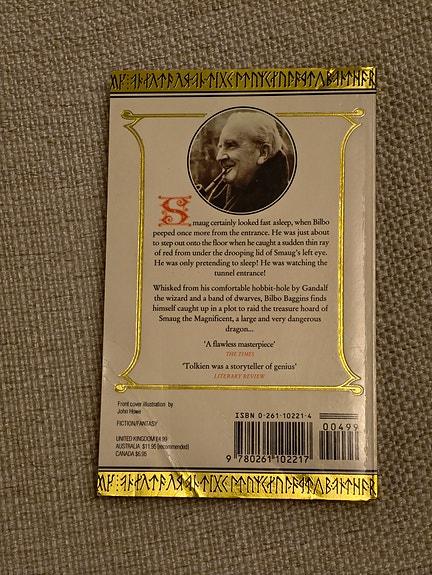 Smaug certainly looked fast asleep, when Bilbo
peeped once more from the entrance. He was just about
to step out onto the floor when he caught a sudden thin ray
of red from under the drooping lid of Smaug's left eye.
He was only pretending to sleep! He was watching the
tunnel entrance!
Whisked from his comfortable hobbit-hole by Gandalf
the wizard and a band of dwarves, Bilbo Baggins finds
himself caught up in a plot to raid the treasure hoard of
Smaug the Magnificent, a large and very dangerous
dragon...
'A flawless masterpiece'
THE TIMES
'Tolkien was a storyteller of genius'
LITERARY REVIEW
Front cover illustration by
John Howe
FICTION/FANTASY
UNITED KINGDOM £4.99
AUSTRALIA $11.95 (recommended)
CANADA $6.95
ISBN 0-261-10221-4
00499
9 780261 102217